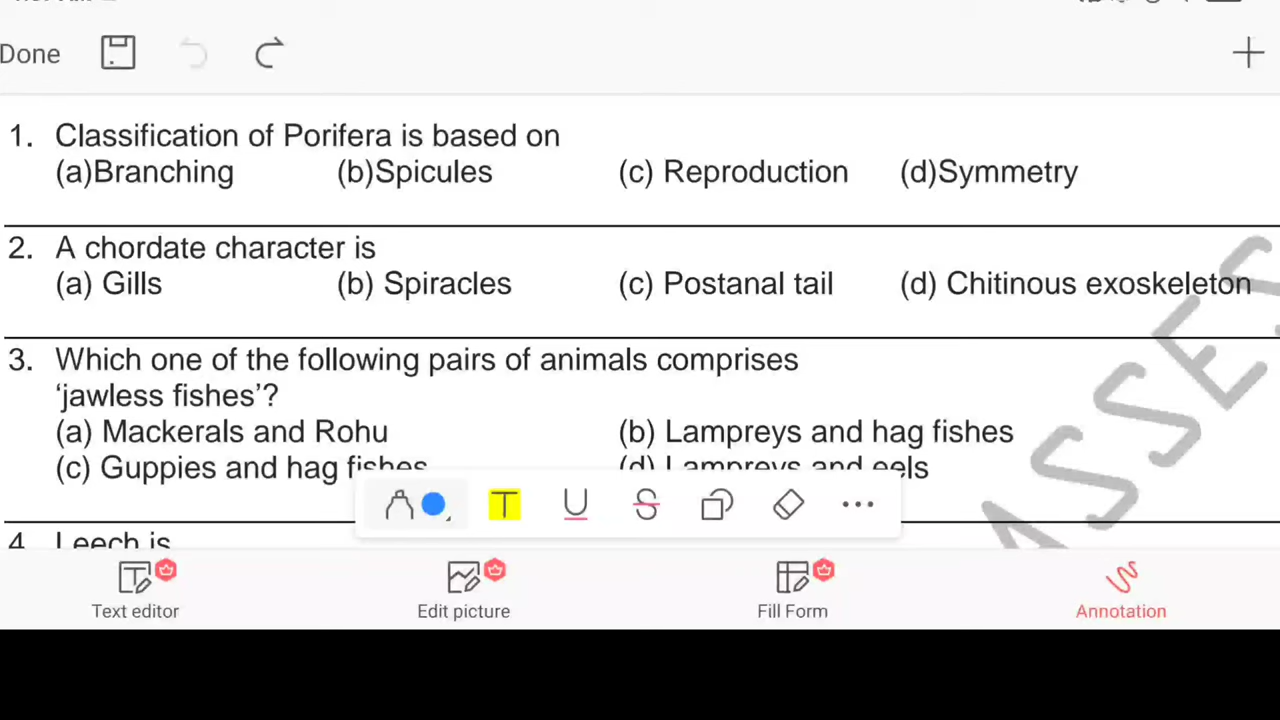 Done
1. Classification of Porifera is based on
(a)Branching (b)Spicules (c) Reproduction (d)Symmetry
2. A chordate character is
(a) Gills (b) Spiracles (c) Postanal tail (d) Chitinous exoskeleton
3. Which one of the following pairs of animals comprises
‘jawless fishes’?
(a) Mackerals and Rohu (b) Lampreys and hag fishes
(c) Guppies and hag fishes (d) Lampreys and eels
4. Leech is
ASSES
Text editor Edit picture Fill Form Annotation